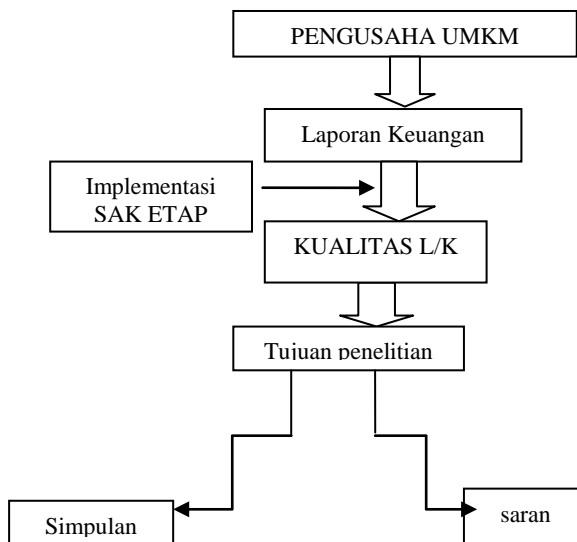 PENGUSAHA UMKM
Laporan Keuangan
Implementasi
SAK ETAP
KUALITAS L/K
Tujuan penelitian
Simpulan
saran